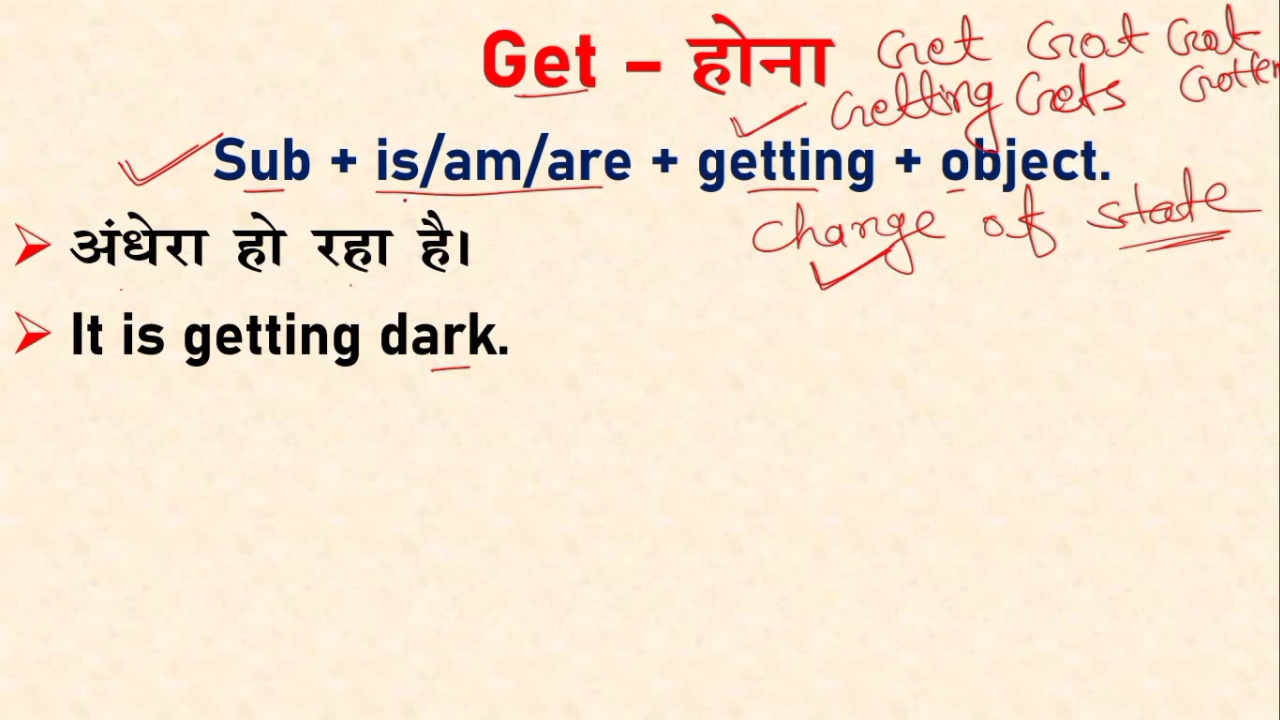 Get – होना
Get Got Got
Getting Gets Gotten
Sub + is/am/are + getting + object.
change of state
अंधेरा हो रहा है।
It is getting dark.